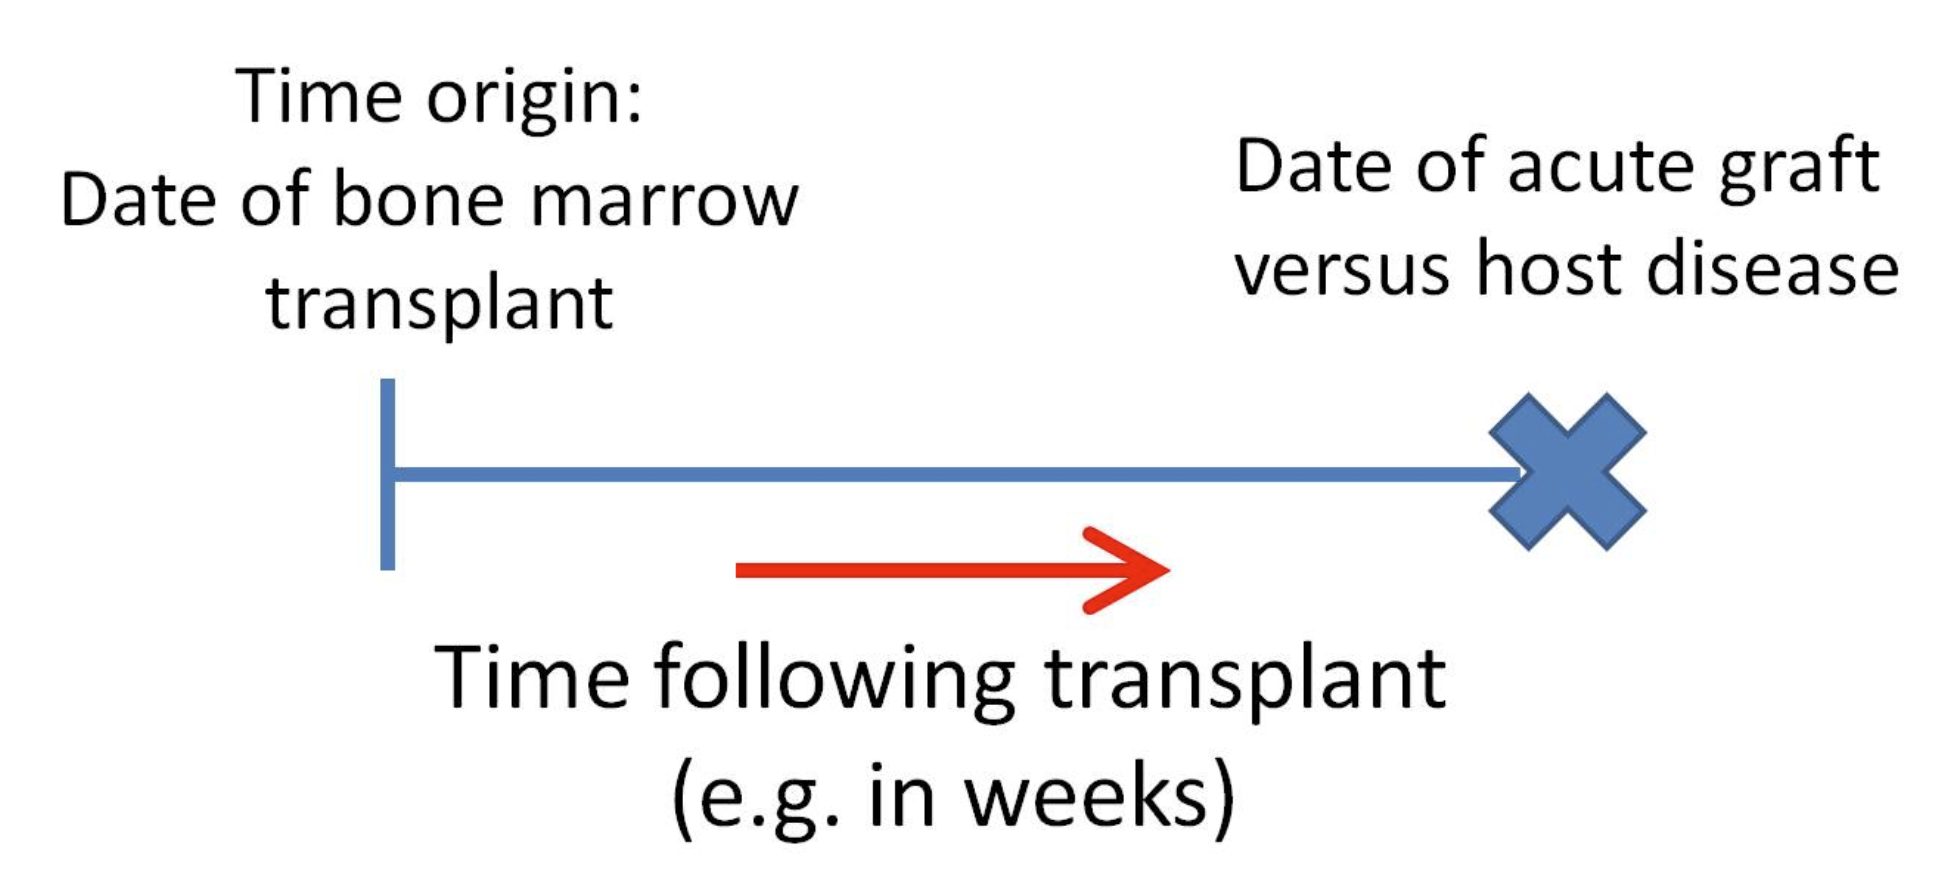 Time origin:
Date of bone marrow
transplant
Date of acute graft
versus host disease
Time following transplant
(e.g. in weeks)